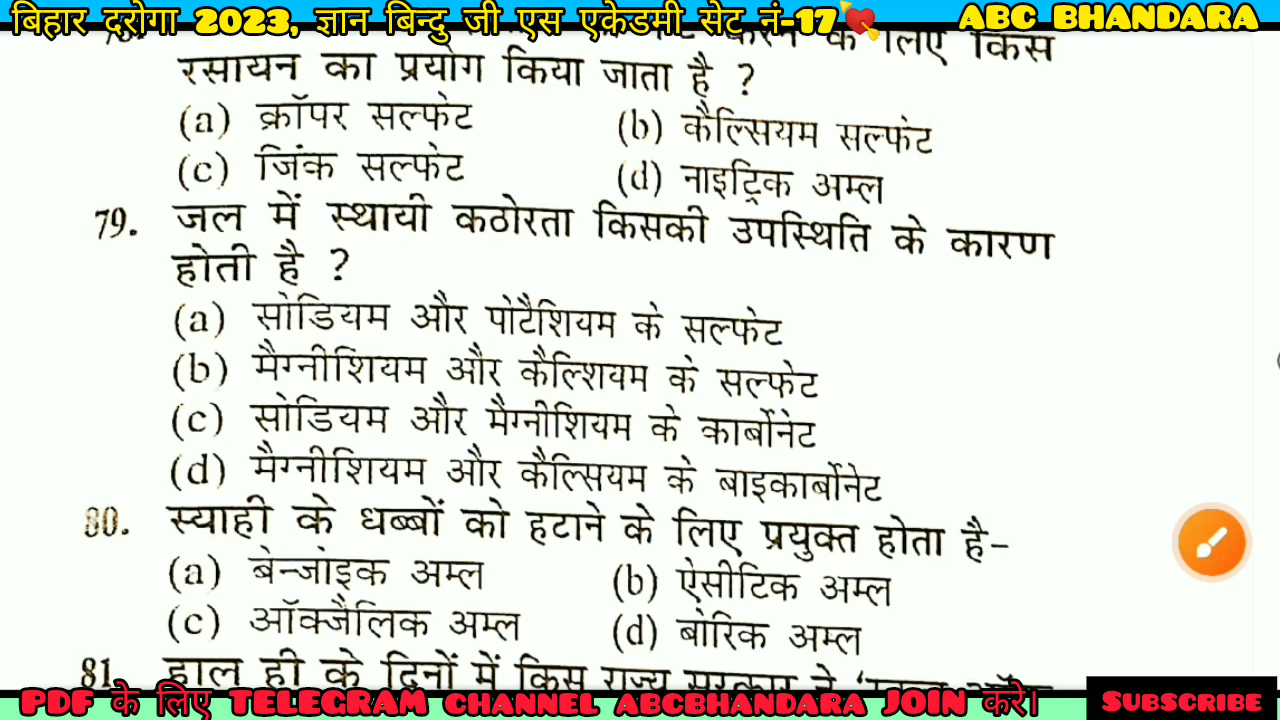 बिहार दरोगा 2023, ज्ञान बिन्दु जी एस एकेडमी सेट नं-17💘
ABC BHANDARA
करने के लिए किस
रसायन का प्रयोग किया जाता है ?
(a) क्रॉपर सल्फेट (b) कैल्सियम सल्फेट
(c) जिंक सल्फेट (d) नाइट्रिक अम्ल
79. जल में स्थायी कठोरता किसकी उपस्थिति के कारण
होती है ?
(a) सोडियम और पोटैशियम के सल्फेट
(b) मैग्नीशियम और कैल्शियम के सल्फेट
(c) सोडियम और मैग्नीशियम के कार्बोनेट
(d) मैग्नीशियम और कैल्सियम के बाइकार्बोनेट
80. स्याही के धब्बों को हटाने के लिए प्रयुक्त होता है-
(a) बेन्जोइक अम्ल (b) ऐसीटिक अम्ल
(c) ऑक्जैलिक अम्ल (d) बोरिक अम्ल
81. हाल ही के दिनों में किस राज्य सरकार ने
PDF के लिए TELEGRAM CHANNEL ABCBHANDARA JOIN करे।
SUBSCRIBE